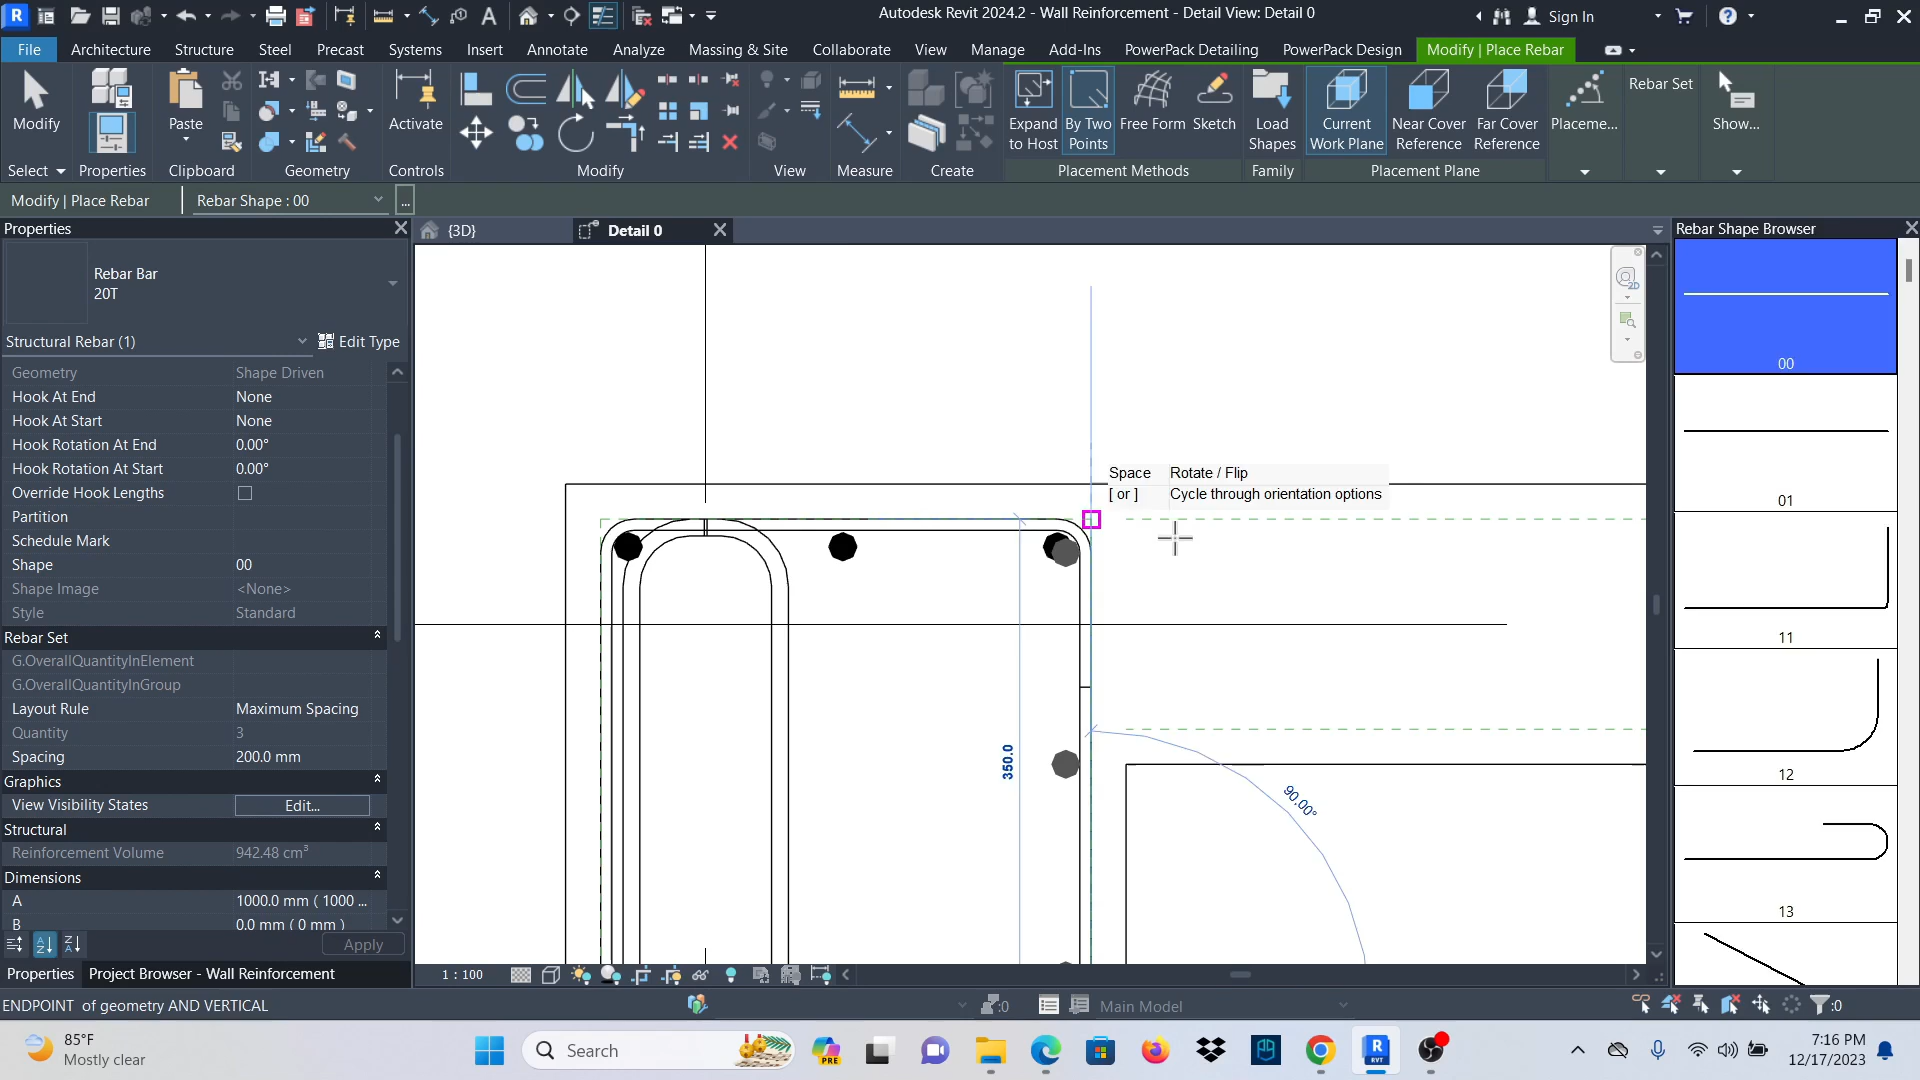 Autodesk Revit 2024.2 - Wall Reinforcement - Detail View: Detail 0
Sign In
File Architecture Structure Steel Precast Systems Insert Annotate Analyze Massing & Site Collaborate View Manage Add-Ins PowerPack Detailing PowerPack Design Modify | Place Rebar
Modify
Paste
Activate
Expand to Host
By Two Points
Free Form
Sketch
Load Shapes
Current Work Plane
Near Cover Reference
Far Cover Reference
Placeme...
Rebar Set
Show...
Select Properties Clipboard Geometry Controls Modify View Measure Create Placement Methods Family Placement Plane
Modify | Place Rebar
Rebar Shape : 00
...
Properties
{3D}
Detail 0
Rebar Shape Browser
Rebar Bar
20T
Structural Rebar (1)
Edit Type
Geometry Shape Driven
Hook At End None
Hook At Start None
Hook Rotation At End 0.00°
Hook Rotation At Start 0.00°
Override Hook Lengths
Partition
Schedule Mark
Shape 00
Shape Image <None>
Style Standard
Rebar Set
G.OverallQuantityInElement
G.OverallQuantityInGroup
Layout Rule Maximum Spacing
Quantity 3
Spacing 200.0 mm
Graphics
View Visibility States Edit...
Structural
Reinforcement Volume 942.48 cm³
Dimensions
A 1000.0 mm ( 1000 ...
B 0.0 mm ( 0 mm )
Apply
Properties
Project Browser - Wall Reinforcement
Space Rotate / Flip
[ or ] Cycle through orientation options
350.0
90.00°
2D
00
01
11
12
13
1 : 100
ENDPOINT of geometry AND VERTICAL
:0
Main Model
:0
85°F
Mostly clear
Search
PRE
R
RVT
7:16 PM
12/17/2023